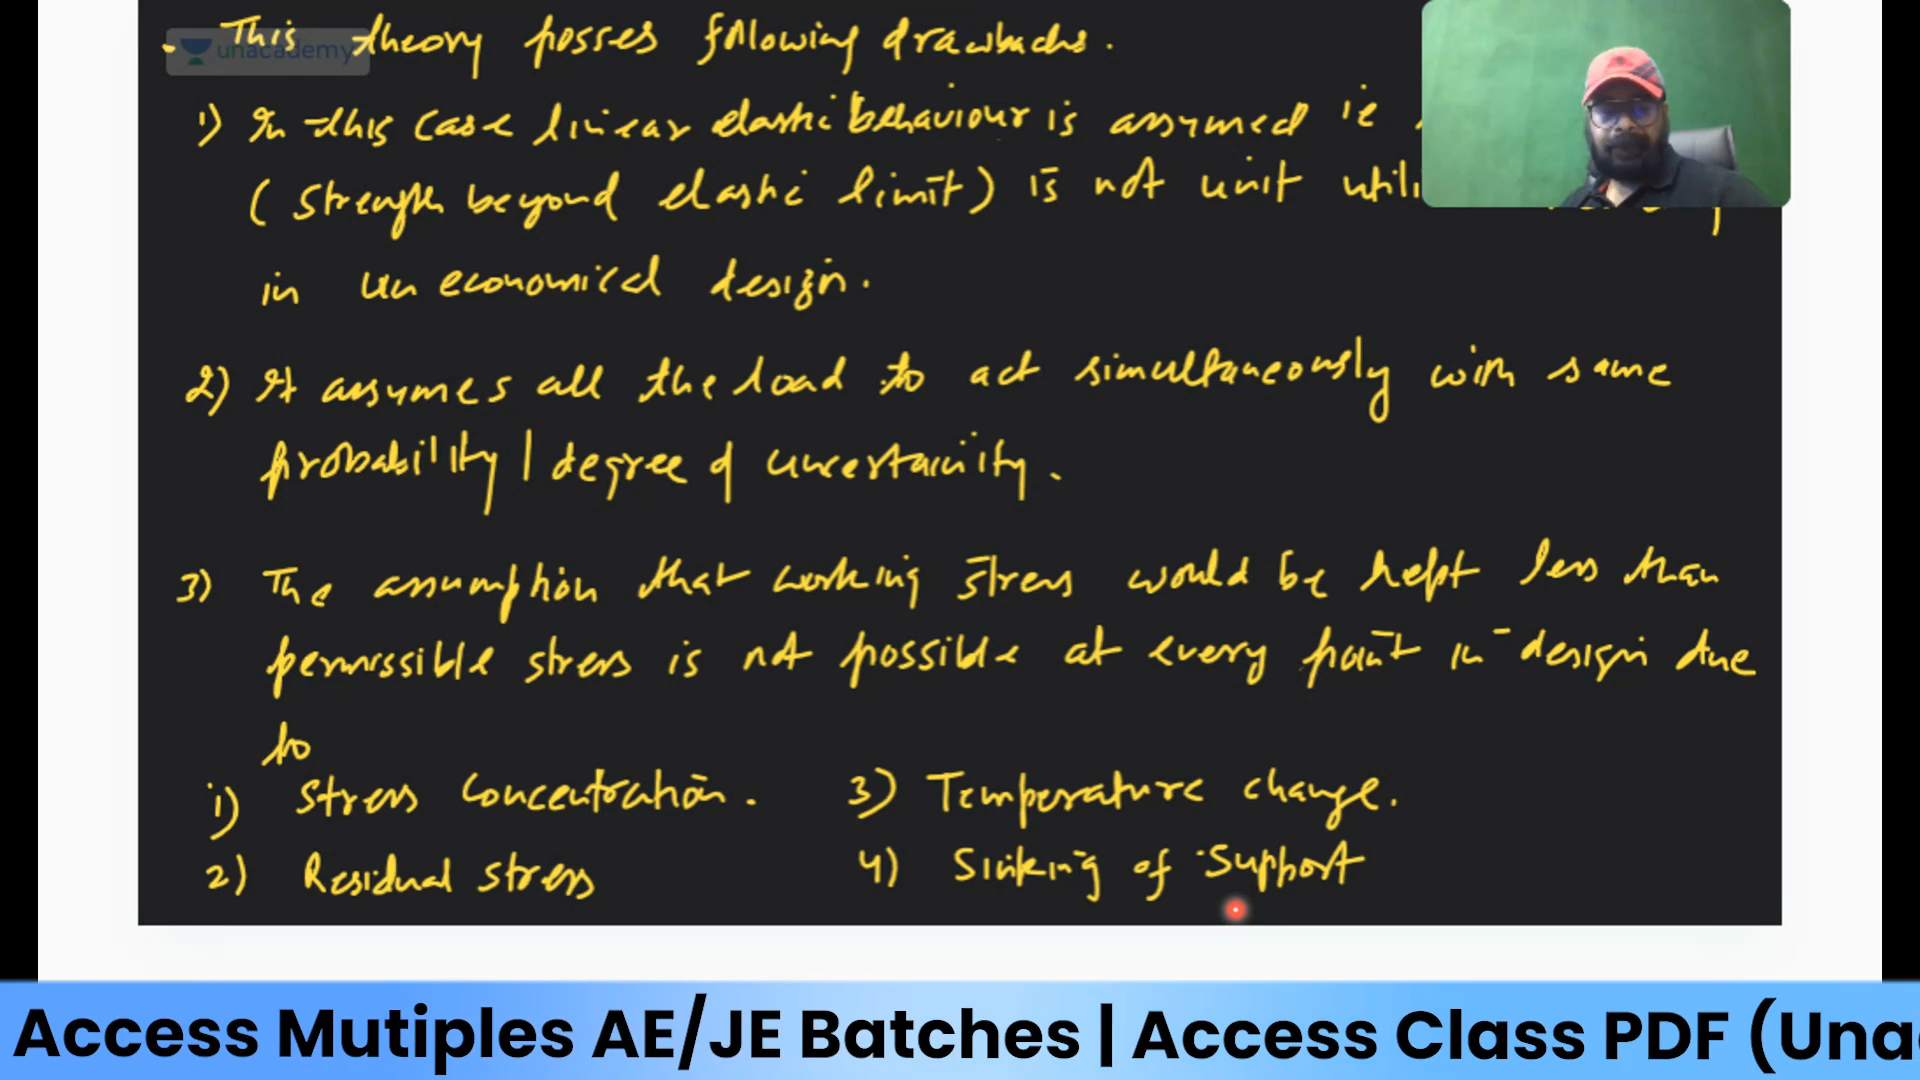 This theory posses following drawbacks.
unacademy
1) In this case linear elastic behaviour is assumed ie
(strength beyond elastic limit) is not unit utili
in uneconomical design.
2) It assumes all the load to act simultaneously with same
probability / degree of uncertainity.
3) The assumption that working stress would be kept less than
permissible stress is not possible at every point in design due
to
i) Stress concentration. 3) Temperature change.
2) Residual stress 4) Sinking of Support
Access Mutiples AE/JE Batches | Access Class PDF (Una